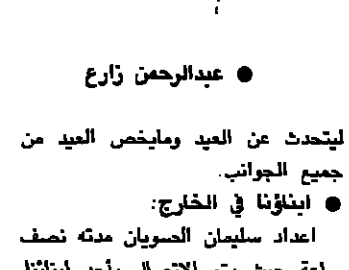 ● عبدالرحمن زارع
ليتحدث عن العيد ومايخص العيد من
جميع الجوانب.
● ابناؤنا في الخارج:
اعداد سليمان الصويان مدته نصف